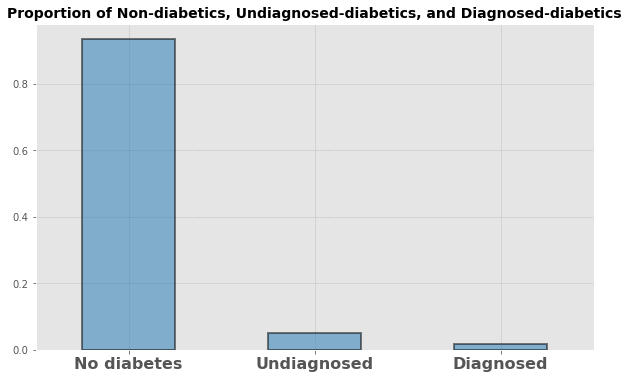 Proportion of Non-diabetics, Undiagnosed-diabetics, and Diagnosed-diabetics
0.8
0.6
0.4
0.2
0.0
No diabetes Undiagnosed Diagnosed